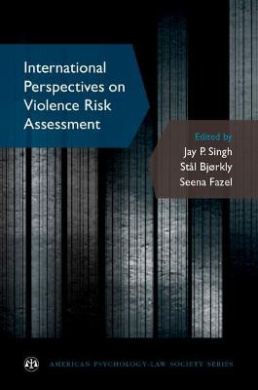 International
Perspectives on
Violence Risk
Assessment
Edited by
Jay P. Singh
Stål Bjørkly
Seena Fazel
AMERICAN PSYCHOLOGY-LAW SOCIETY SERIES